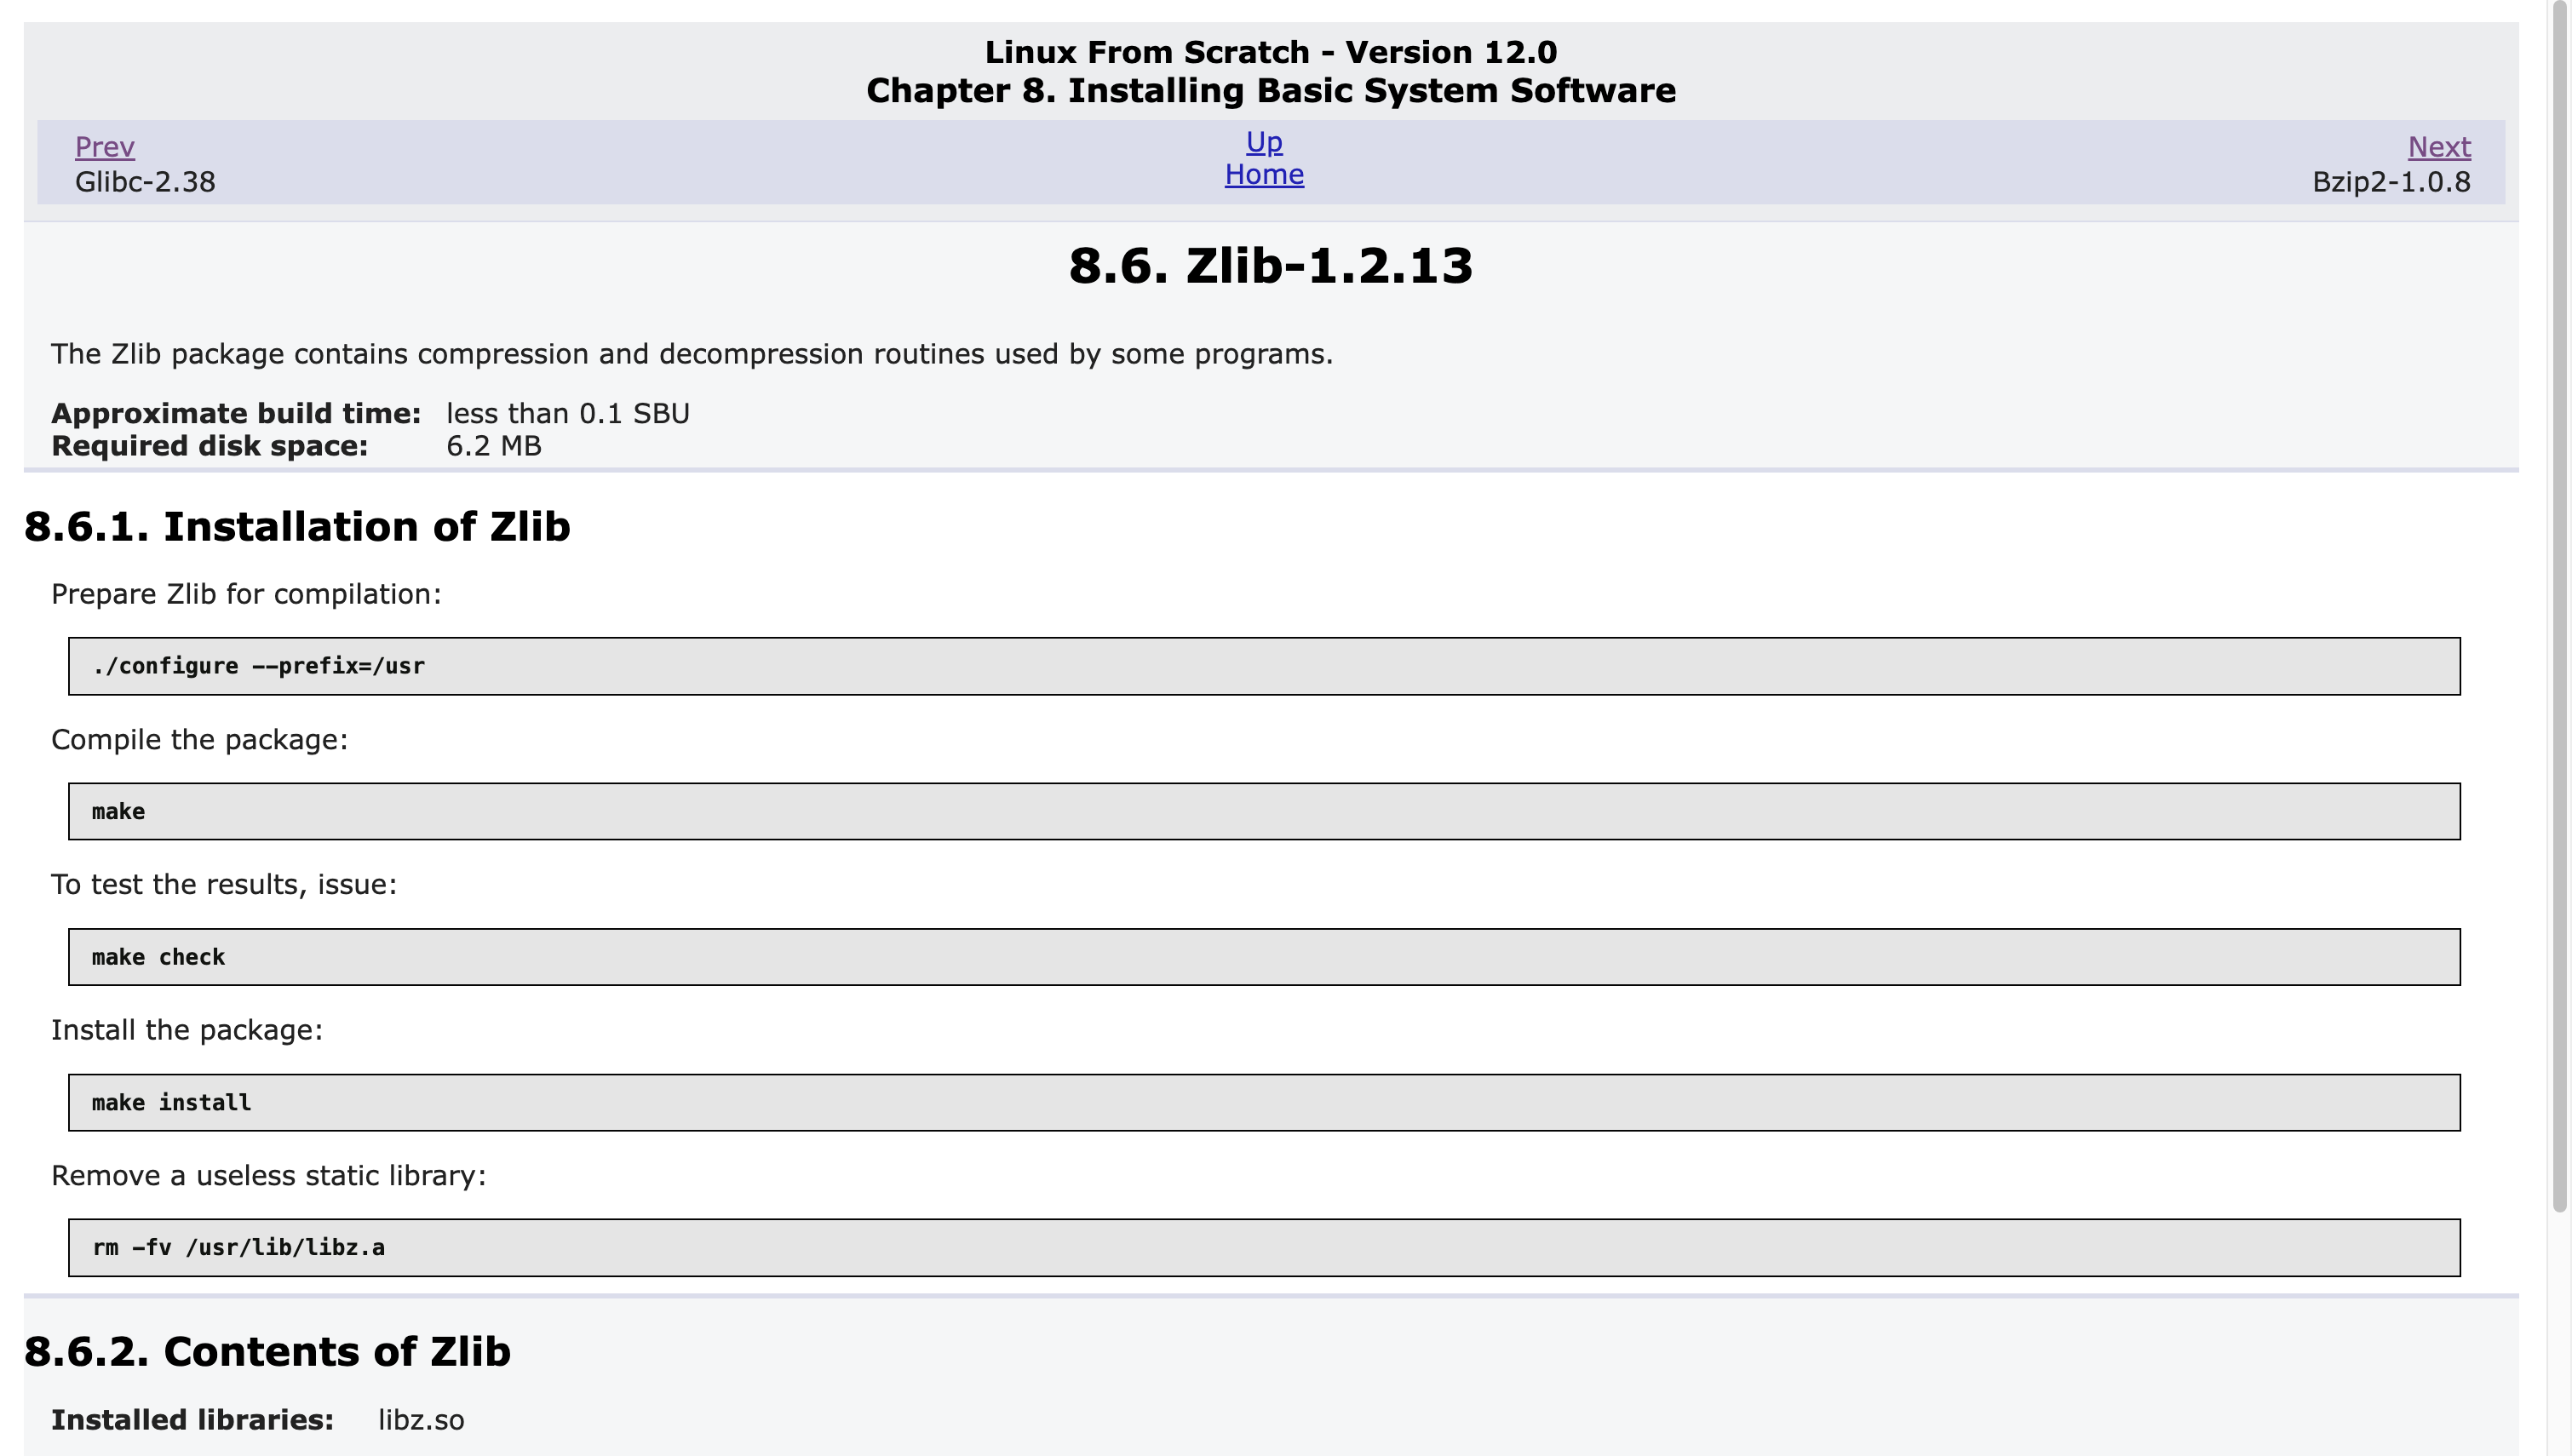 Linux From Scratch - Version 12.0
Chapter 8. Installing Basic System Software
Prev
Glibc-2.38
Up
Home
Next
Bzip2-1.0.8
8.6. Zlib-1.2.13
The Zlib package contains compression and decompression routines used by some programs.
Approximate build time: less than 0.1 SBU
Required disk space: 6.2 MB
8.6.1. Installation of Zlib
Prepare Zlib for compilation:
./configure --prefix=/usr
Compile the package:
make
To test the results, issue:
make check
Install the package:
make install
Remove a useless static library:
rm -fv /usr/lib/libz.a
8.6.2. Contents of Zlib
Installed libraries: libz.so